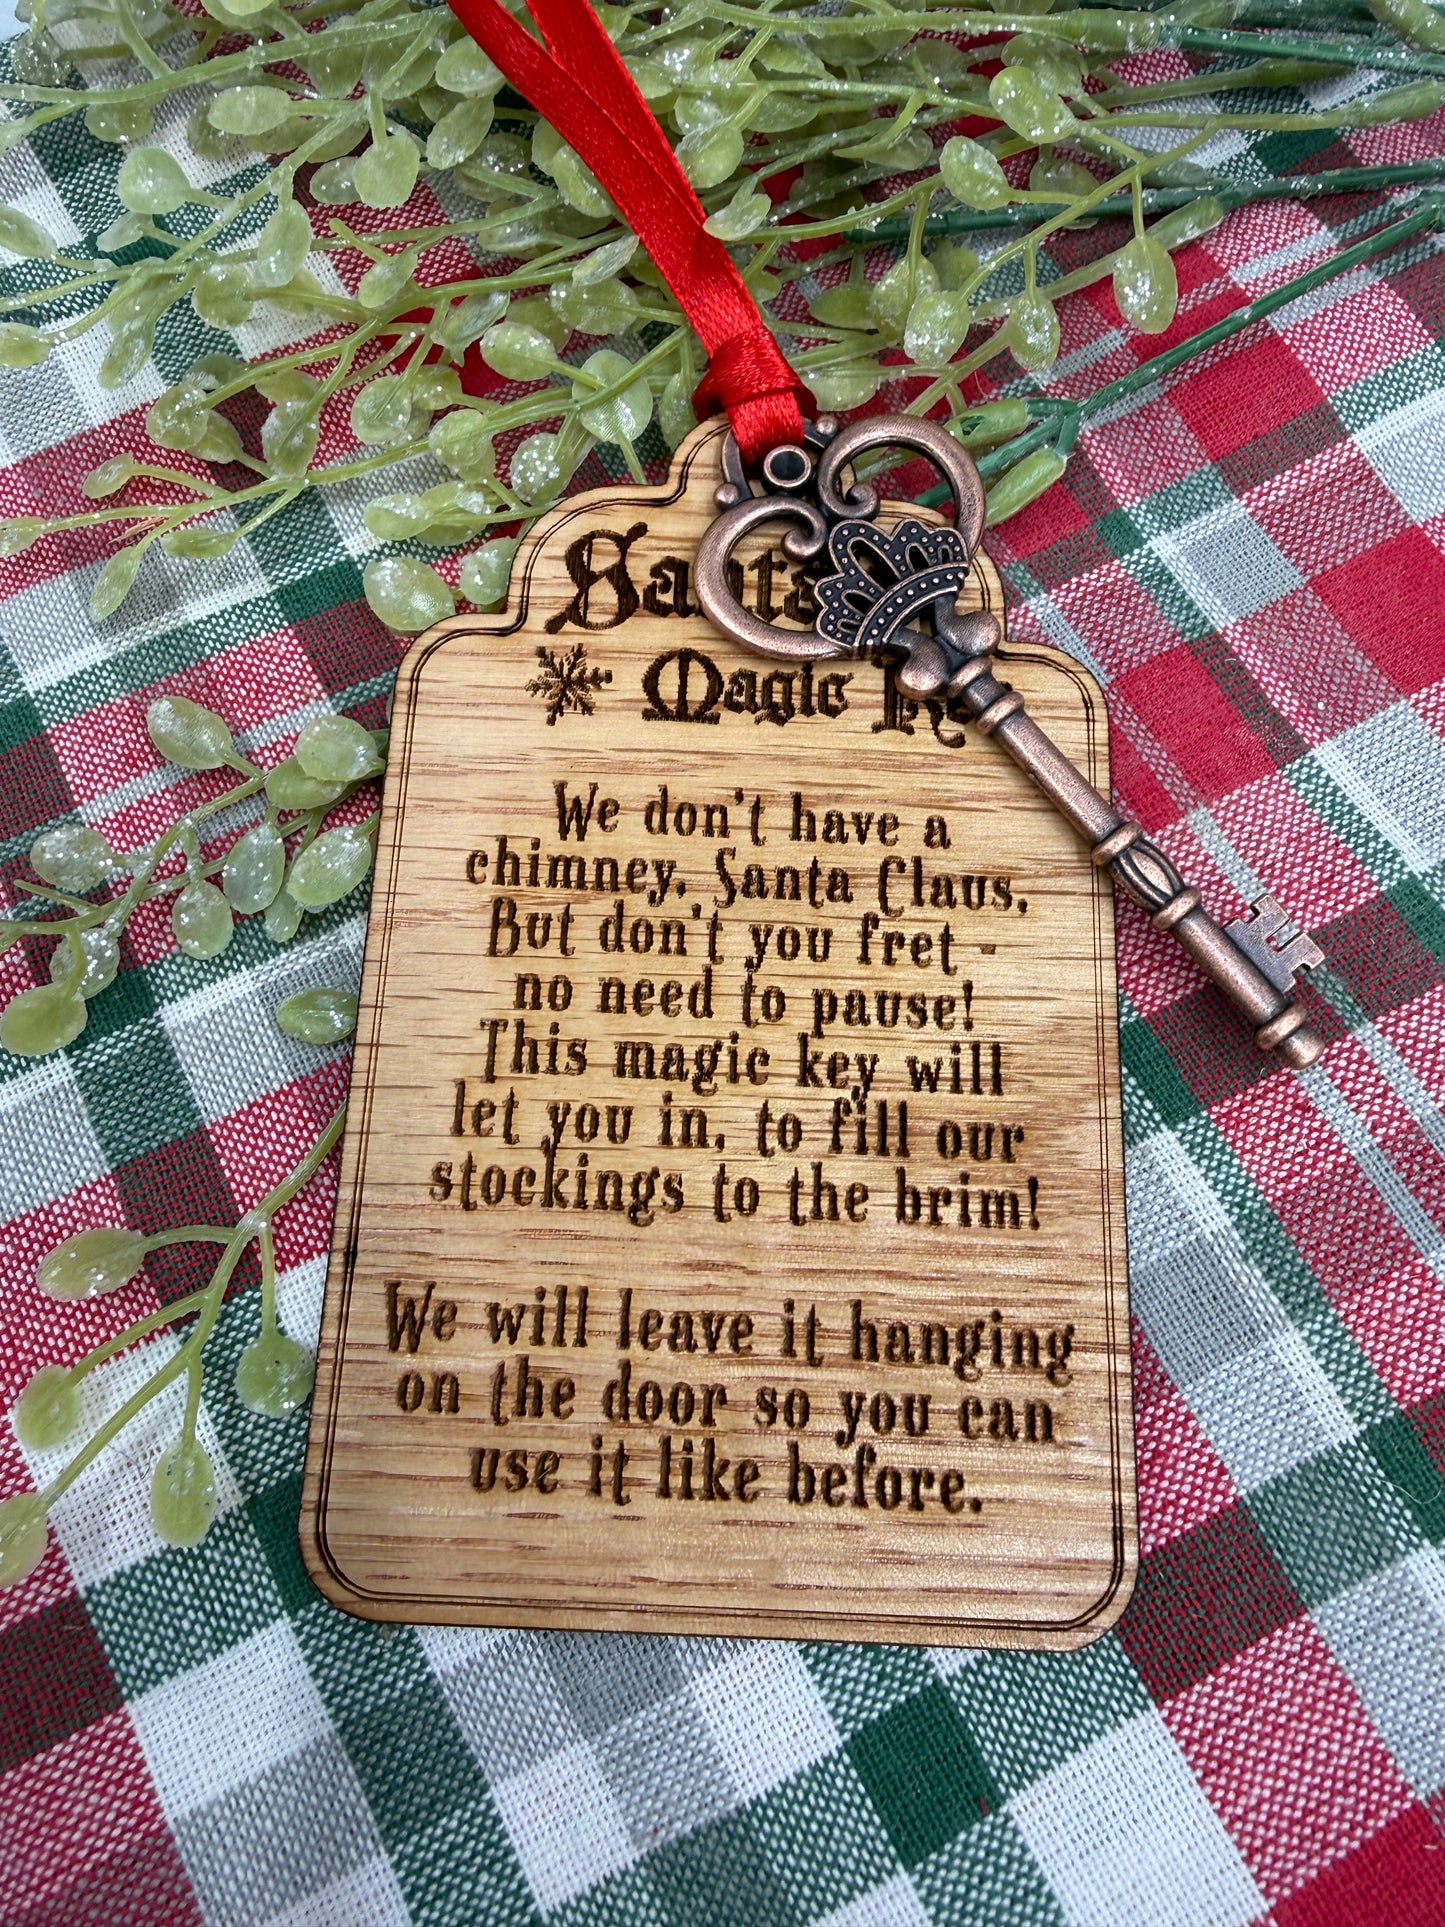 Santa
Magic
We don't have a
chimney, Santa Claus,
But don't you fret -
no need to pause!
This magic key will
let you in, to fill our
stockings to the brim!
We will leave it hanging
on the door so you can
use it like before.